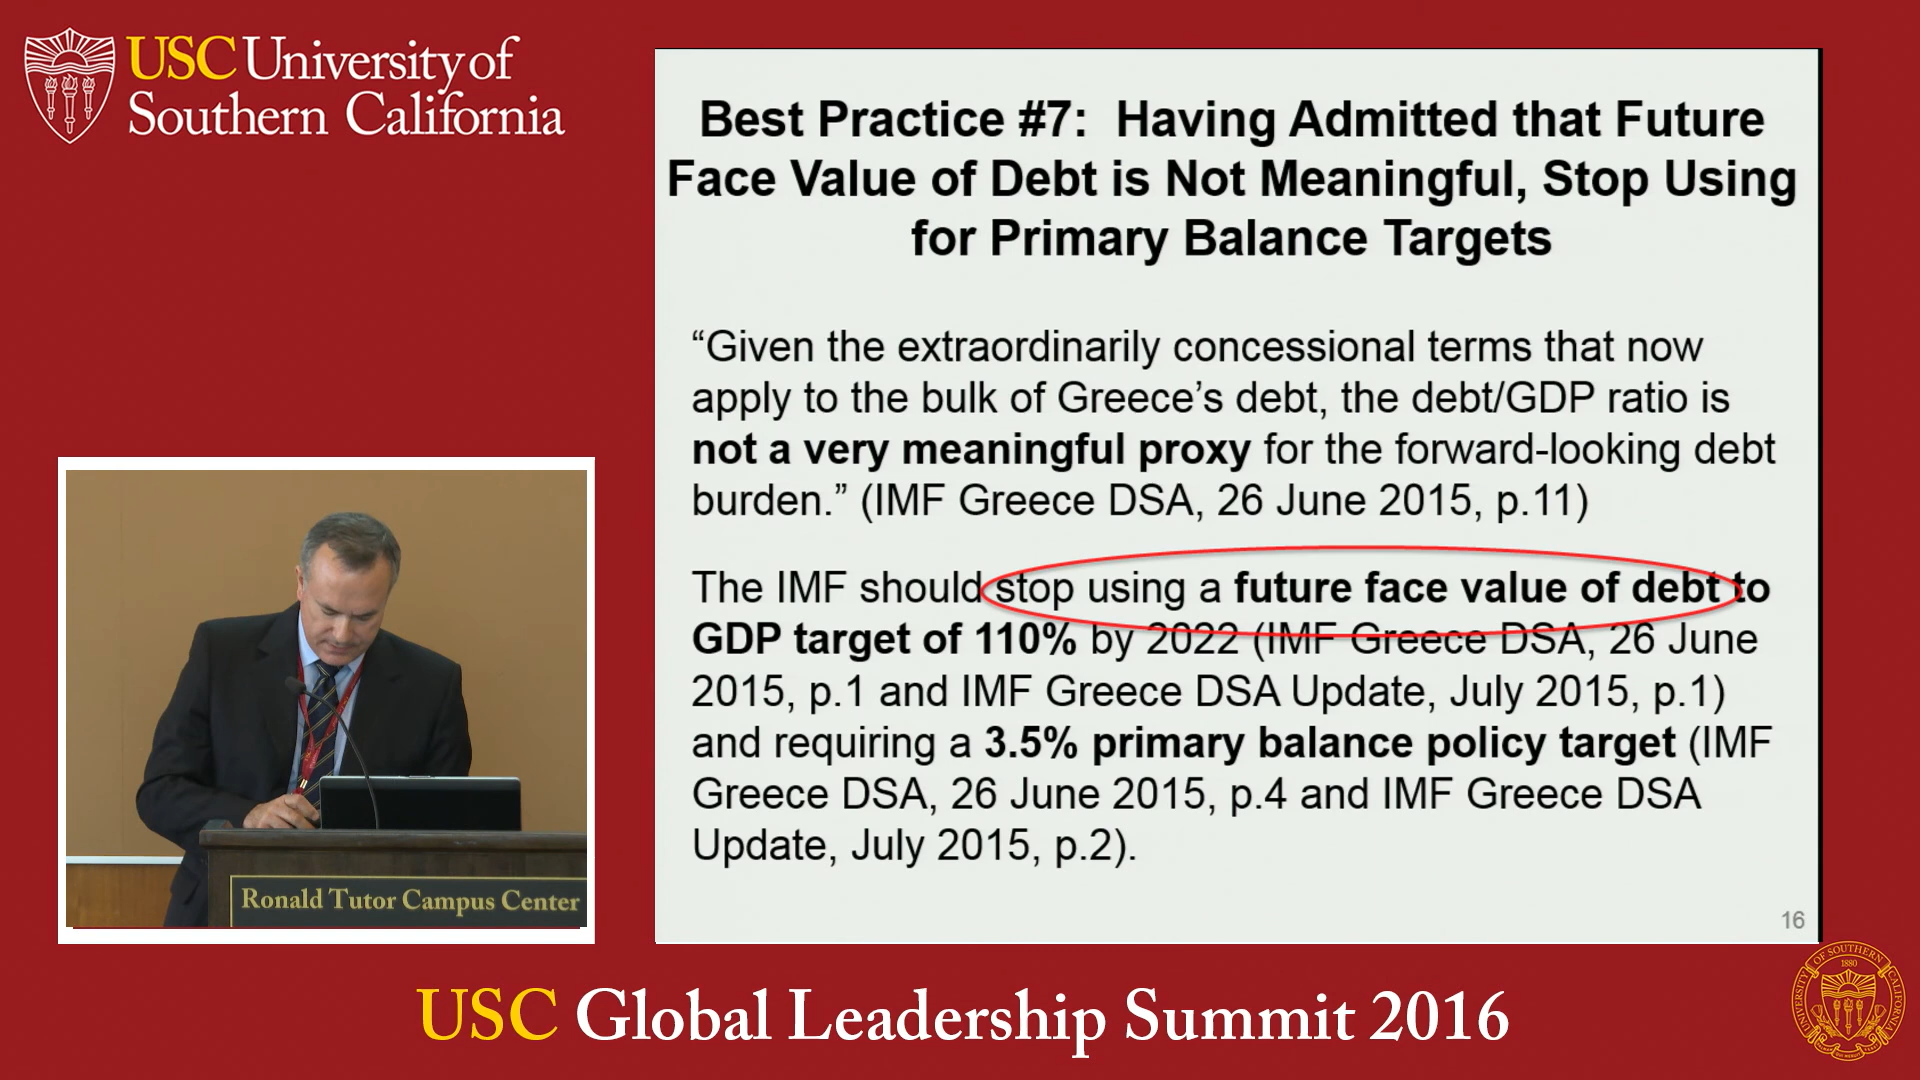 USC University of
Southern California
Best Practice #7: Having Admitted that Future
Face Value of Debt is Not Meaningful, Stop Using
for Primary Balance Targets
“Given the extraordinarily concessional terms that now
apply to the bulk of Greece’s debt, the debt/GDP ratio is
not a very meaningful proxy for the forward-looking debt
burden.” (IMF Greece DSA, 26 June 2015, p.11)
The IMF should stop using a future face value of debt to
GDP target of 110% by 2022 (IMF Greece DSA, 26 June
2015, p.1 and IMF Greece DSA Update, July 2015, p.1)
and requiring a 3.5% primary balance policy target (IMF
Greece DSA, 26 June 2015, p.4 and IMF Greece DSA
Update, July 2015, p.2).
16
Ronald Tutor Campus Center
USC Global Leadership Summit 2016
UNIVERSITY OF SOUTHERN CALIFORNIA
1880